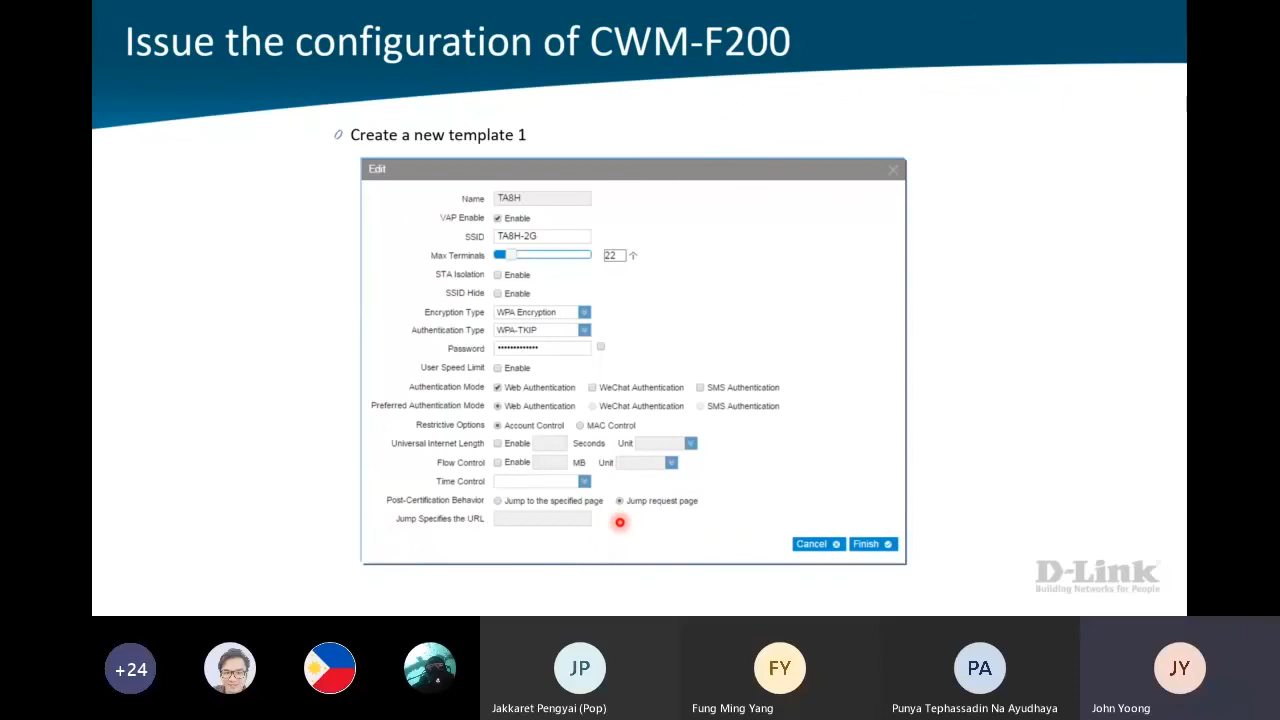 Issue the configuration of CWM-F200
Create a new template 1
Edit
Name TA8H
VAP Enable Enable
SSID TA8H-2G
Max Terminals 22 个
STA Isolation Enable
SSID Hide Enable
Encryption Type WPA Encryption
Authentication Type WPA-TKIP
Password •••••••••••••
User Speed Limit Enable
Authentication Mode Web Authentication WeChat Authentication SMS Authentication
Preferred Authentication Mode Web Authentication WeChat Authentication SMS Authentication
Restrictive Options Account Control MAC Control
Universal Internet Length Enable Seconds Unit
Flow Control Enable MB Unit
Time Control
Post-Certification Behavior Jump to the specified page Jump request page
Jump Specifies the URL
Cancel Finish
D-Link
Building Networks for People
+24 JP FY PA JY
Jakkaret Pengyai (Pop) Fung Ming Yang Punya Tephassadin Na Ayudhaya John Yoong